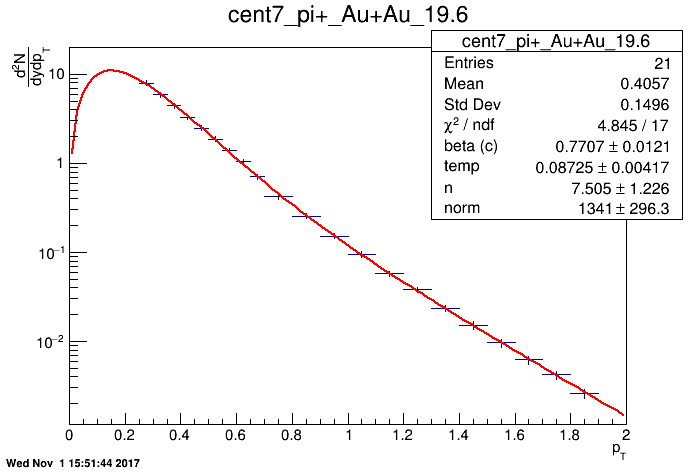 cent7_pi+_Au+Au_19.6
cent7_pi+_Au+Au_19.6
Entries 21
Mean 0.4057
Std Dev 0.1496
χ² / ndf 4.845 / 17
beta (c) 0.7707 ± 0.0121
temp 0.08725 ± 0.00417
n 7.505 ± 1.226
norm 1341 ± 296.3
d²N
dydp_T
10
1
10⁻¹
10⁻²
0 0.2 0.4 0.6 0.8 1 1.2 1.4 1.6 1.8 2
p_T
Wed Nov 1 15:51:44 2017